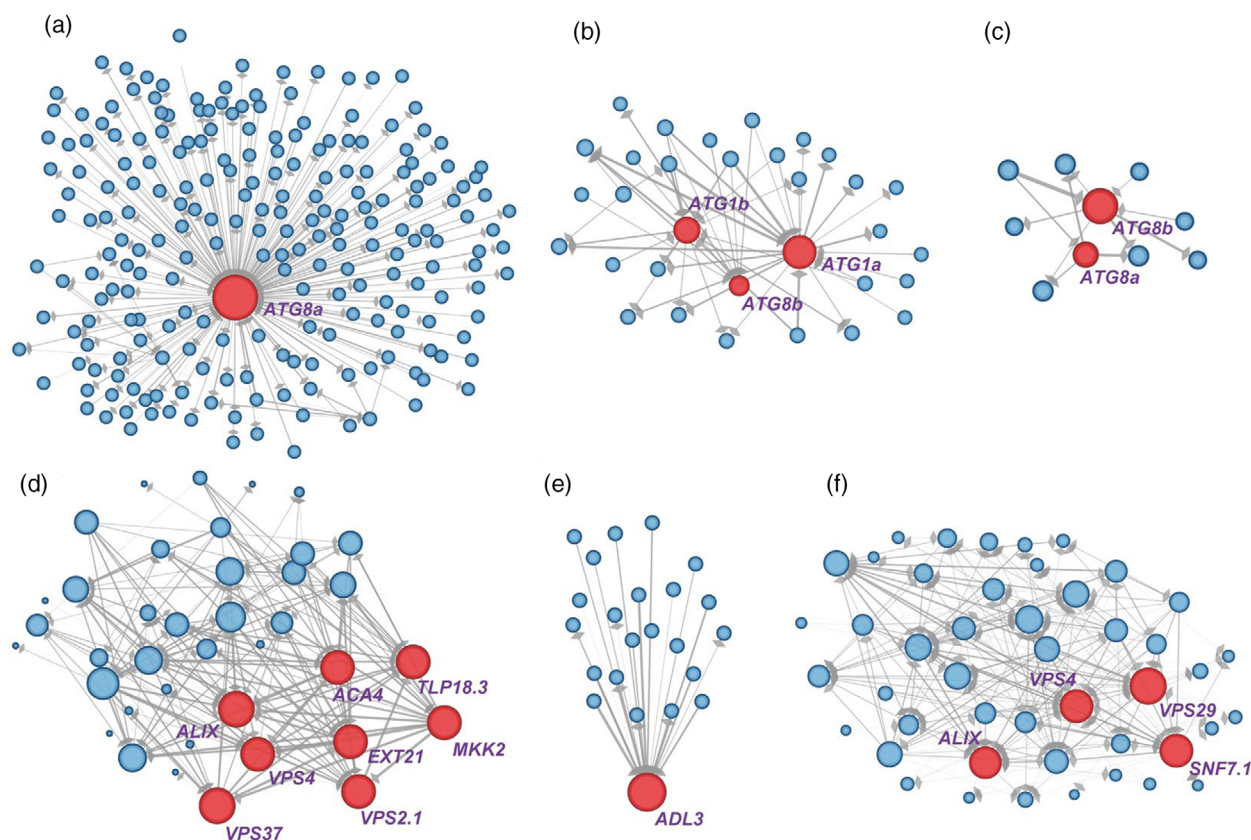 (a)
(b)
(c)
ATG8a
ATG1b
ATG1a
ATG8b
ATG8b
ATG8a
(d)
(e)
(f)
ACA4
TLP18.3
ALIX
MKK2
EXT21
VPS4
VPS2.1
VPS37
ADL3
VPS4
VPS29
ALIX
SNF7.1